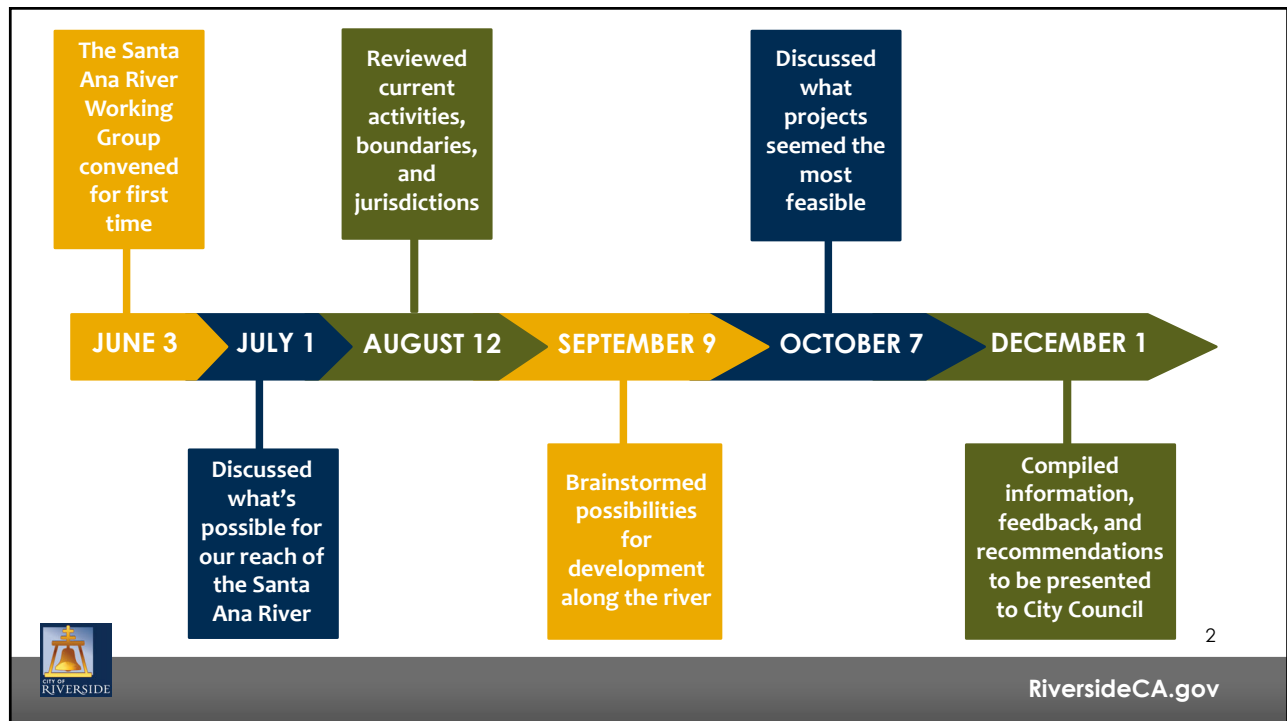 The Santa
Ana River
Working
Group
convened
for first
time
Reviewed
current
activities,
boundaries,
and
jurisdictions
Discussed
what
projects
seemed the
most
feasible
JUNE 3
JULY 1
AUGUST 12
SEPTEMBER 9
OCTOBER 7
DECEMBER 1
Discussed
what's
possible for
our reach of
the Santa
Ana River
Brainstormed
possibilities
for
development
along the river
Compiled
information,
feedback, and
recommendations
to be presented
to City Council
2
CITY OF
RIVERSIDE
RiversideCA.gov